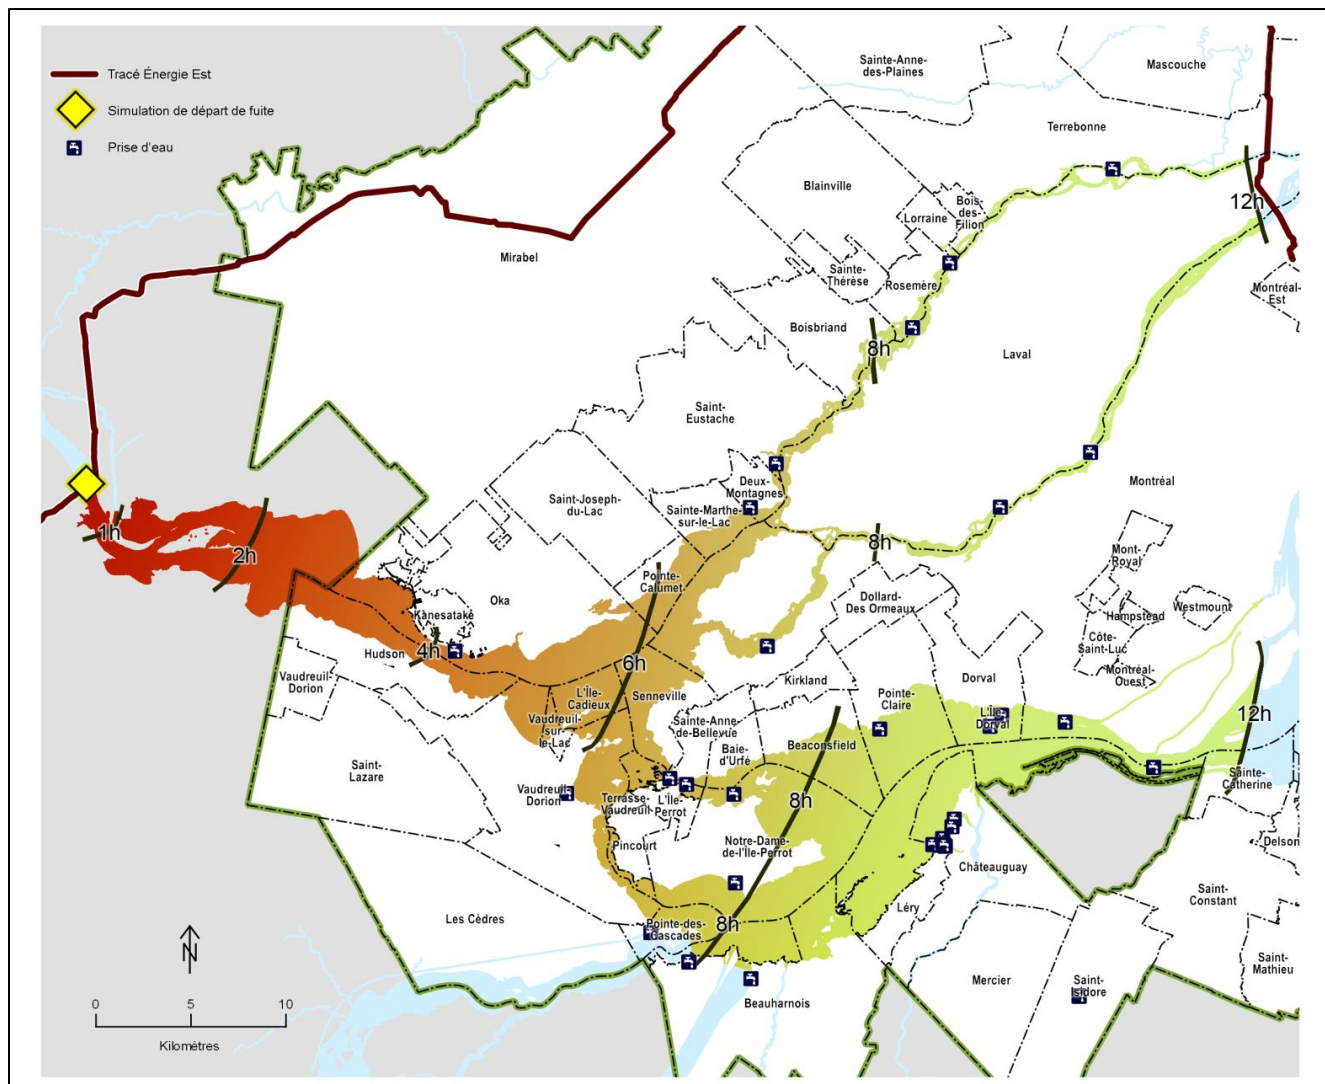 Tracé Énergie Est
Simulation de départ de fuite
Prise d'eau
Sainte-Anne-
des-Plaines
Mascouche
Terrebonne
Blainville
Bois-
des-
Filion
Lorraine
12h
Mirabel
Sainte-
Thérèse
Rosemère
Montréal-
Est
Boisbriand
8h
Laval
Saint-
Eustache
Deux-
Montagnes
Montréal
Saint-Joseph-
du-Lac
Sainte-Marthe-
sur-le-Lac
1h
2h
8h
Mont-
Royal
Pointe-
Calumet
Oka
Kanesatake
Dollard-
Des Ormeaux
Hampstead
Westmount
Côte-
Saint-Luc
Montréal-
Ouest
4h
Hudson
6h
Vaudreuil-
Dorion
L'Île-
Cadieux
Senneville
Kirkland
Pointe-
Claire
Dorval
Vaudreuil-
sur-
le-Lac
Sainte-Anne-
de-Bellevue
Baie-
d'Urfé
Beaconsfield
L'Île-
Dorval
12h
Saint-
Lazare
Vaudreuil-
Dorion
Terrasse-
Vaudreuil
L'Île-
Perrot
8h
Sainte-
Catherine
Pincourt
Notre-Dame-
de-l'Île-Perrot
Delson
Châteauguay
Saint-
Constant
Les Cèdres
Pointe-des-
Cascades
8h
Léry
N
Saint-
Mathieu
Mercier
Saint-
Isidore
Beauharnois
0 5 10
Kilomètres